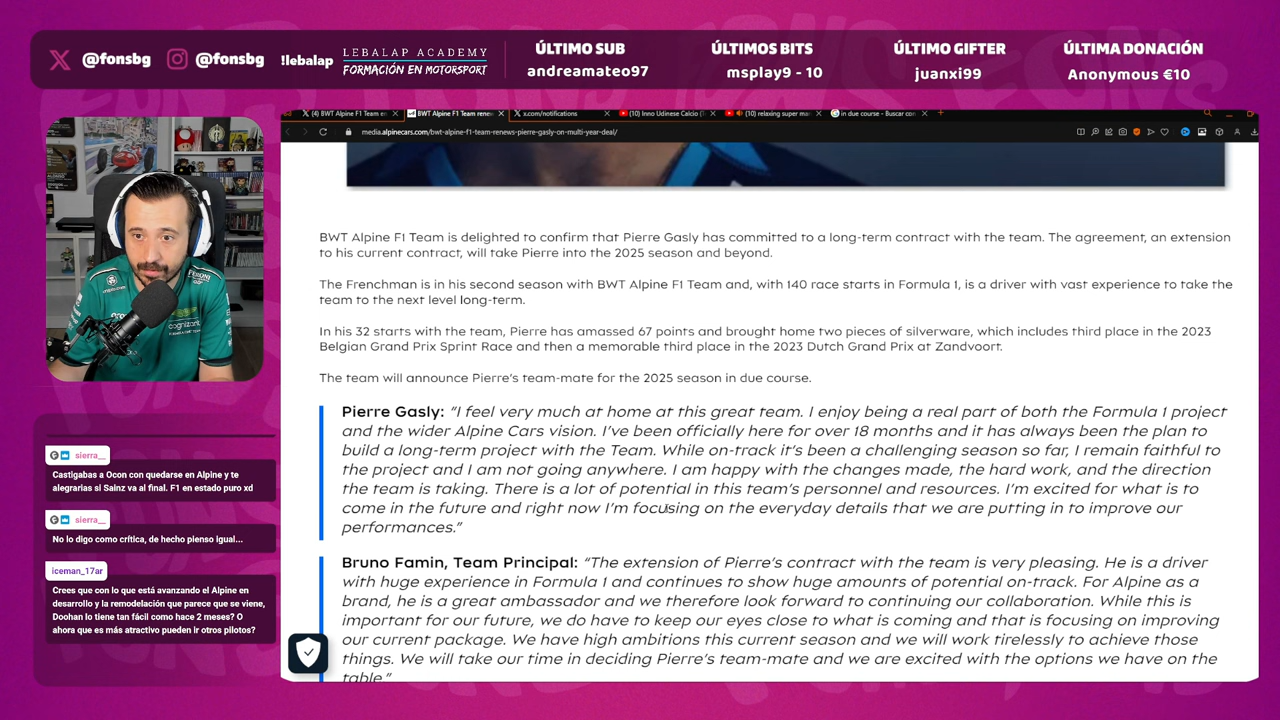 @fonsbg
@fonsbg
!lebalap
LEBALAP ACADEMY
FORMACIÓN EN MOTORSPORT
ÚLTIMO SUB
andreamateo97
ÚLTIMOS BITS
msplay9 - 10
ÚLTIMO GIFTER
juanxi99
ÚLTIMA DONACIÓN
Anonymous €10
(4) BWT Alpine F1 Team e
BWT Alpine F1 Team rene
x.com/notifications
(10) Inno Udinese Calcio [
(10) relaxing super ma
in due course - Buscar co
media.alpinecars.com/bwt-alpine-f1-team-renews-pierre-gasly-on-multi-year-deal/
BWT Alpine F1 Team is delighted to confirm that Pierre Gasly has committed to a long-term contract with the team. The agreement, an extension
to his current contract, will take Pierre into the 2025 season and beyond.
The Frenchman is in his second season with BWT Alpine F1 Team and, with 140 race starts in Formula 1, is a driver with vast experience to take the
team to the next level long-term.
In his 32 starts with the team, Pierre has amassed 67 points and brought home two pieces of silverware, which includes third place in the 2023
Belgian Grand Prix Sprint Race and then a memorable third place in the 2023 Dutch Grand Prix at Zandvoort.
The team will announce Pierre's team-mate for the 2025 season in due course.
Pierre Gasly: “I feel very much at home at this great team. I enjoy being a real part of both the Formula 1 project
and the wider Alpine Cars vision. I've been officially here for over 18 months and it has always been the plan to
build a long-term project with the Team. While on-track it's been a challenging season so far, I remain faithful to
the project and I am not going anywhere. I am happy with the changes made, the hard work, and the direction
the team is taking. There is a lot of potential in this team's personnel and resources. I'm excited for what is to
come in the future and right now I'm focusing on the everyday details that we are putting in to improve our
performances.”
Bruno Famin, Team Principal: “The extension of Pierre's contract with the team is very pleasing. He is a driver
with huge experience in Formula 1 and continues to show huge amounts of potential on-track. For Alpine as a
brand, he is a great ambassador and we therefore look forward to continuing our collaboration. While this is
important for our future, we do have to keep our eyes close to what is coming and that is focusing on improving
our current package. We have high ambitions this current season and we will work tirelessly to achieve those
things. We will take our time in deciding Pierre's team-mate and we are excited with the options we have on the
table.”
sierra__
Castigabas a Ocon con quedarse en Alpine y te
alegrarias si Sainz va al final. F1 en estado puro xd
sierra__
No lo digo como crítica, de hecho pienso igual...
iceman_17ar
Crees que con lo que está avanzando el Alpine en
desarrollo y la remodelación que parece que se viene,
Doohan lo tiene tan fácil como hace 2 meses? O
ahora que es más atractivo pueden ir otros pilotos?